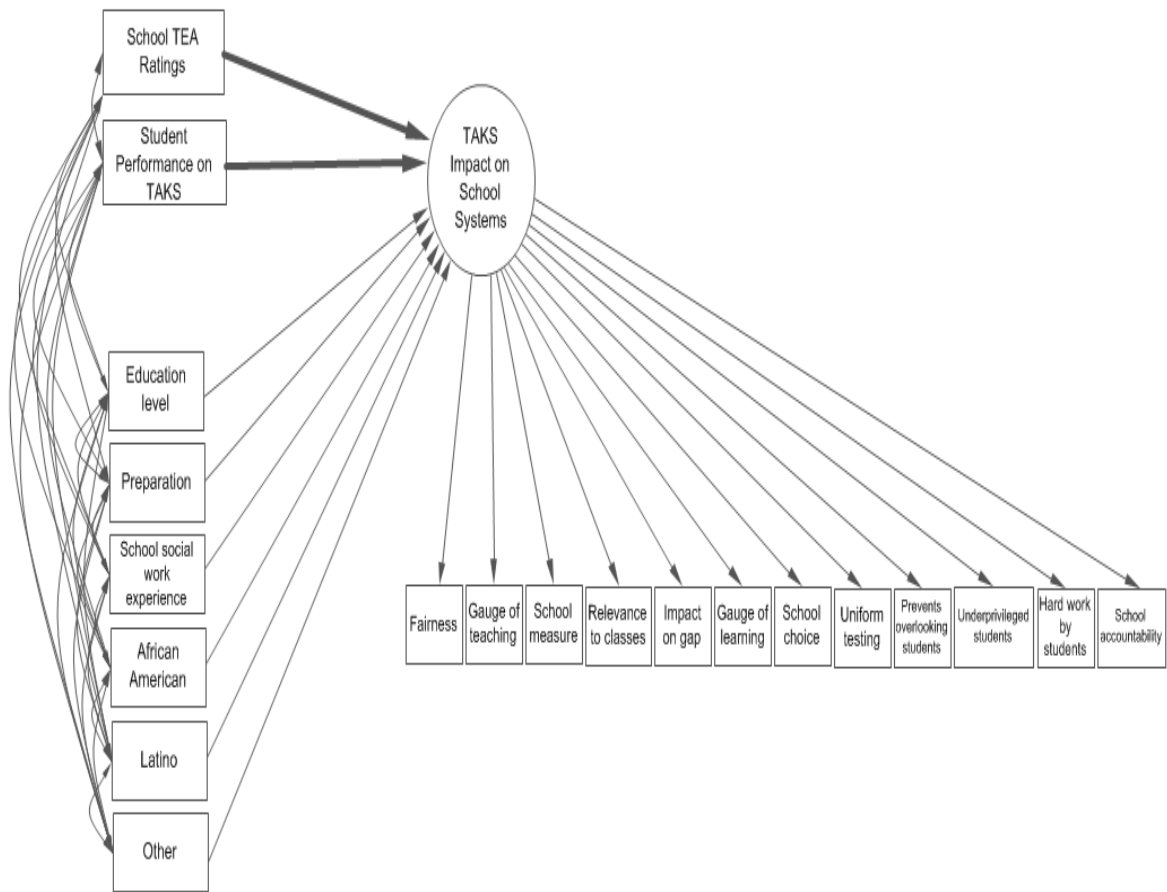 School TEA
Ratings
Student
Performance on
TAKS
TAKS
Impact on
School
Systems
Education
level
Preparation
School social
work
experience
African
American
Latino
Other
Fairness
Gauge of
teaching
School
measure
Relevance
to classes
Impact
on gap
Gauge of
learning
School
choice
Uniform
testing
Prevents
overlooking
students
Underprivileged
students
Hard work
by
students
School
accountability